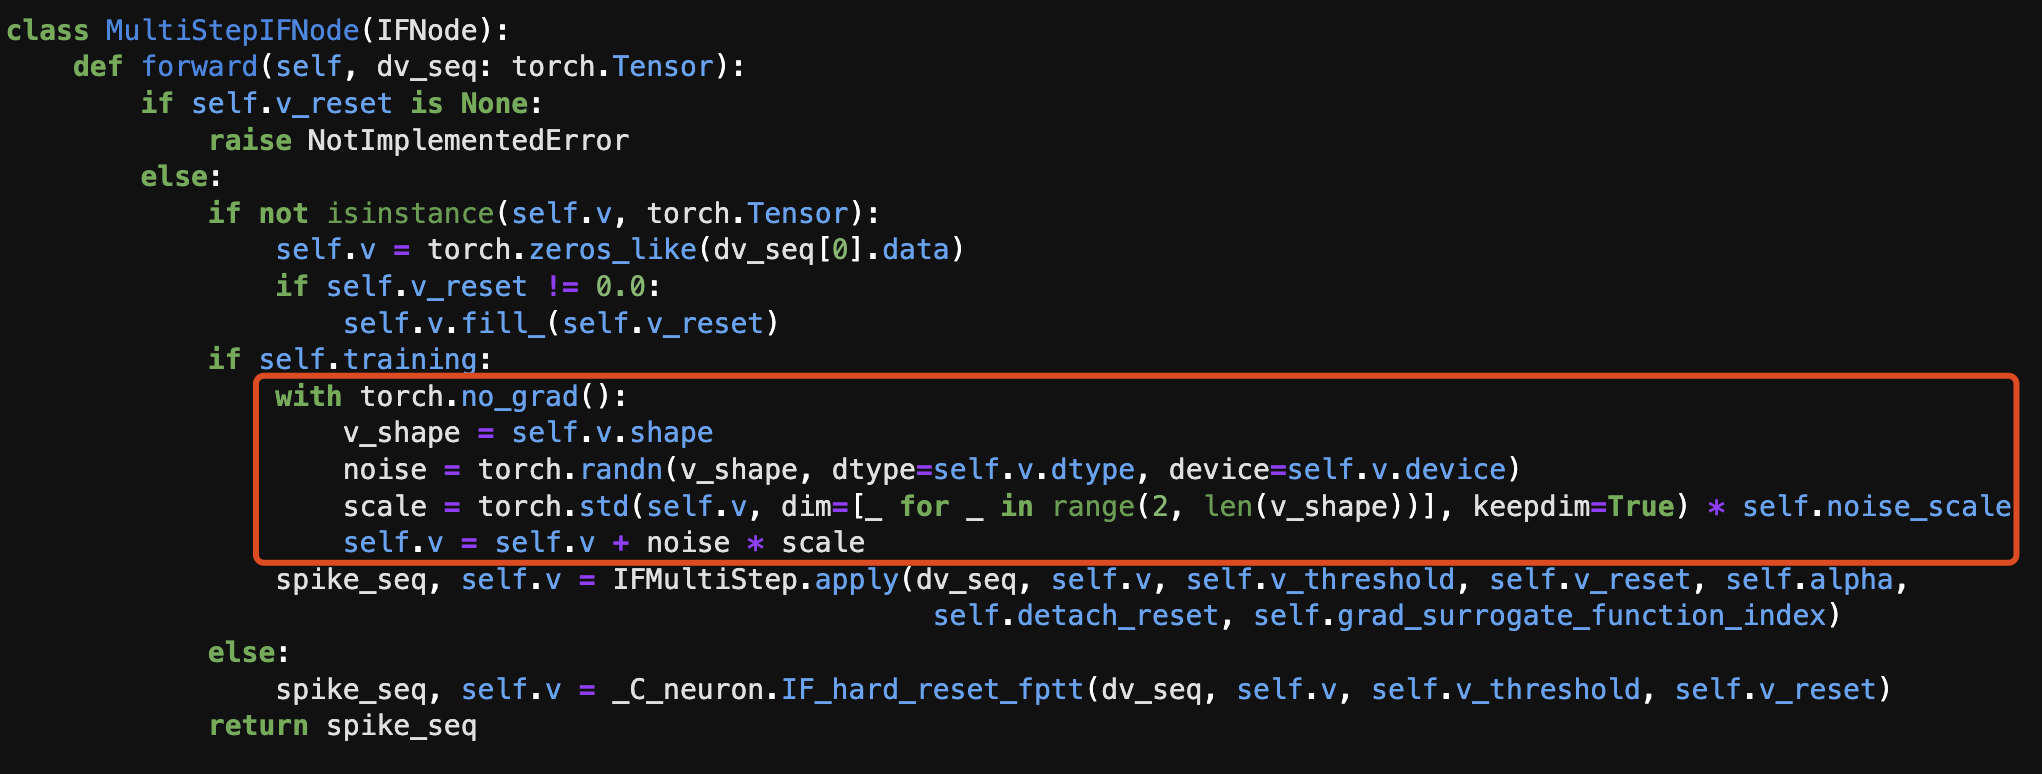 class MultiStepIFNode(IFNode):
    def forward(self, dv_seq: torch.Tensor):
        if self.v_reset is None:
            raise NotImplementedError
        else:
            if not isinstance(self.v, torch.Tensor):
                self.v = torch.zeros_like(dv_seq[0].data)
                if self.v_reset != 0.0:
                    self.v.fill_(self.v_reset)
            if self.training:
                with torch.no_grad():
                    v_shape = self.v.shape
                    noise = torch.randn(v_shape, dtype=self.v.dtype, device=self.v.device)
                    scale = torch.std(self.v, dim=[_ for _ in range(2, len(v_shape))], keepdim=True) * self.noise_scale
                    self.v = self.v + noise * scale
                spike_seq, self.v = IFMultiStep.apply(dv_seq, self.v, self.v_threshold, self.v_reset, self.alpha,
                                                       self.detach_reset, self.grad_surrogate_function_index)
            else:
                spike_seq, self.v = _C_neuron.IF_hard_reset_fptt(dv_seq, self.v, self.v_threshold, self.v_reset)
            return spike_seq